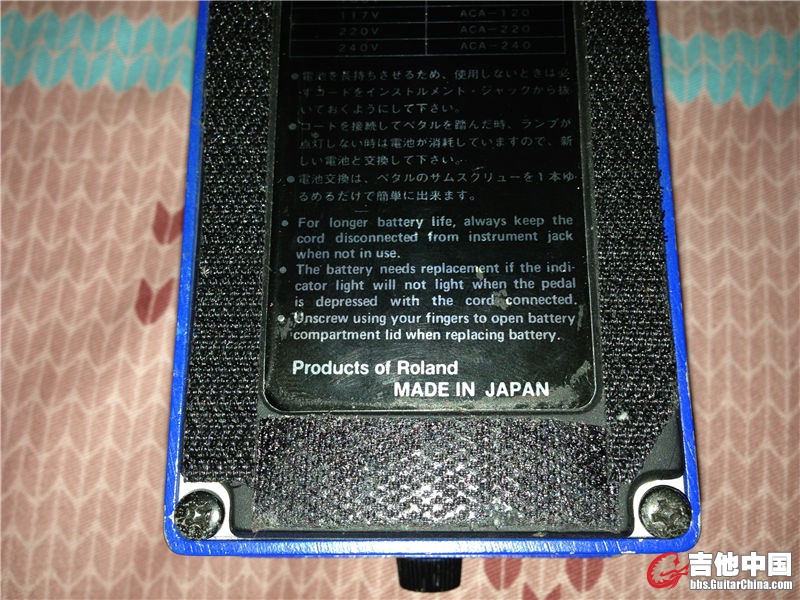 117V ACA-120
220V ACA-220
240V ACA-240
●電池を長持ちさせるため、使用しないときは必
ずコードをインストルメント・ジャックから抜
いておくようにして下さい。
●コードを接続してペタルを踏んだ時、ランプが
点灯しない時は電池が消耗していますので、新
しい電池と交換して下さい。
●電池交換は、ペタルのサムスクリューを1本ゆ
るめるだけで簡単に出来ます。
● For longer battery life, always keep the
cord disconnected from instrument jack
when not in use.
● The battery needs replacement if the indi-
cator light will not light when the pedal
is depressed with the cord connected.
● Unscrew using your fingers to open battery
compartment lid when replacing battery.
Products of Roland
MADE IN JAPAN
吉他中国
bbs.GuitarChina.com